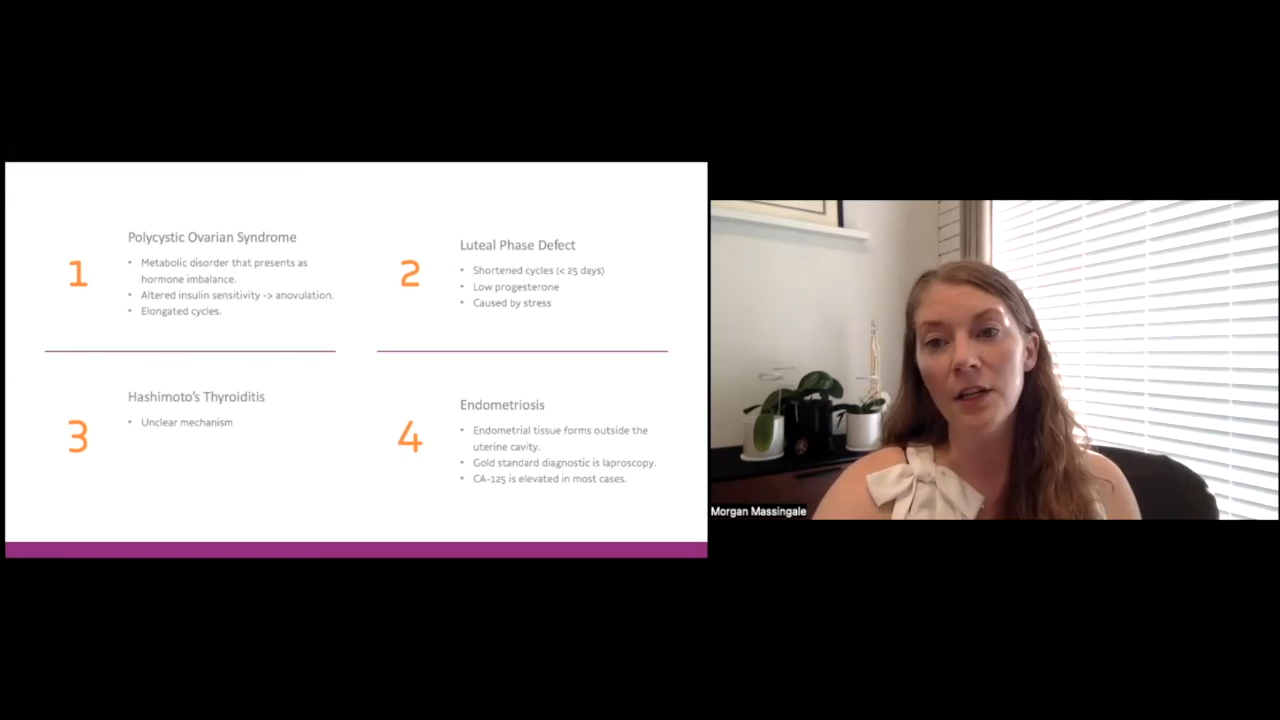 1
Polycystic Ovarian Syndrome
• Metabolic disorder that presents as
hormone imbalance.
• Altered insulin sensitivity -> anovulation.
• Elongated cycles.
2
Luteal Phase Defect
• Shortened cycles (< 25 days)
• Low progesterone
• Caused by stress
3
Hashimoto's Thyroiditis
• Unclear mechanism
4
Endometriosis
• Endometrial tissue forms outside the
uterine cavity.
• Gold standard diagnostic is laproscopy.
• CA-125 is elevated in most cases.
Morgan Massingale